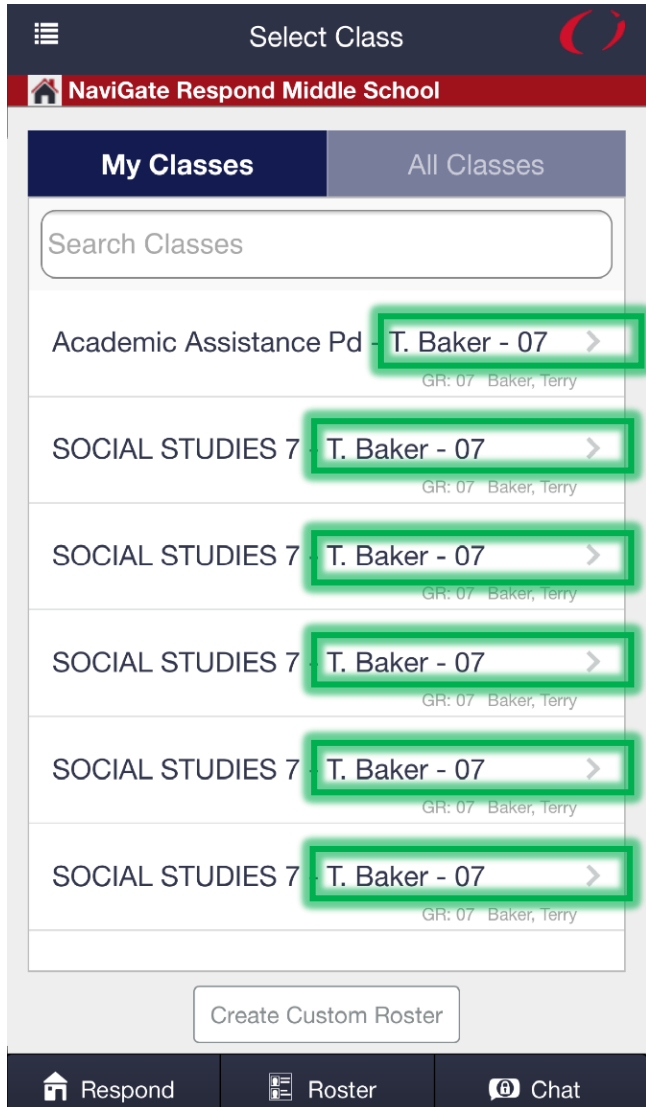 Select Class
NaviGate Respond Middle School
My Classes All Classes
Search Classes
Academic Assistance Pd - T. Baker - 07
GR: 07 Baker, Terry
SOCIAL STUDIES 7 - T. Baker - 07
GR: 07 Baker, Terry
SOCIAL STUDIES 7 - T. Baker - 07
GR: 07 Baker, Terry
SOCIAL STUDIES 7 - T. Baker - 07
GR: 07 Baker, Terry
SOCIAL STUDIES 7 - T. Baker - 07
GR: 07 Baker, Terry
SOCIAL STUDIES 7 - T. Baker - 07
GR: 07 Baker, Terry
Create Custom Roster
Respond Roster Chat